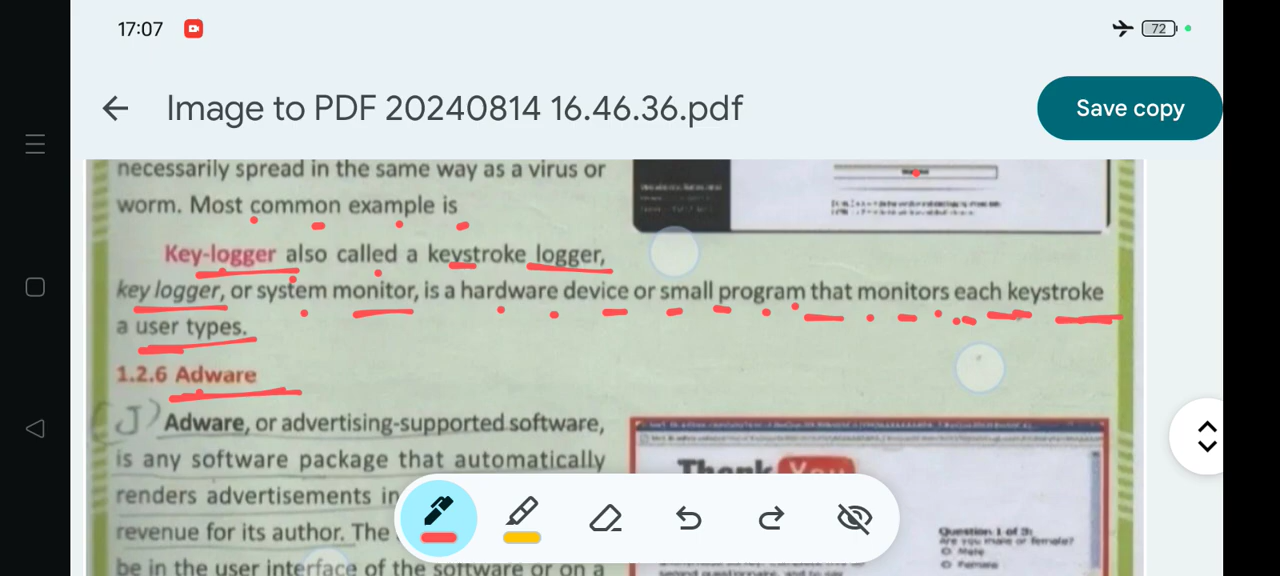 17:07
72
Image to PDF 20240814 16.46.36.pdf
Save copy
necessarily spread in the same way as a virus or
worm. Most common example is
Key-logger also called a keystroke logger,
key logger, or system monitor, is a hardware device or small program that monitors each keystroke
a user types.
1.2.6 Adware
(J) Adware, or advertising-supported software,
is any software package that automatically
renders advertisements in
revenue for its author. The
be in the user interface of the software or on a
Thank You
Question 1 of 3:
Are you male or female?
Male
Female